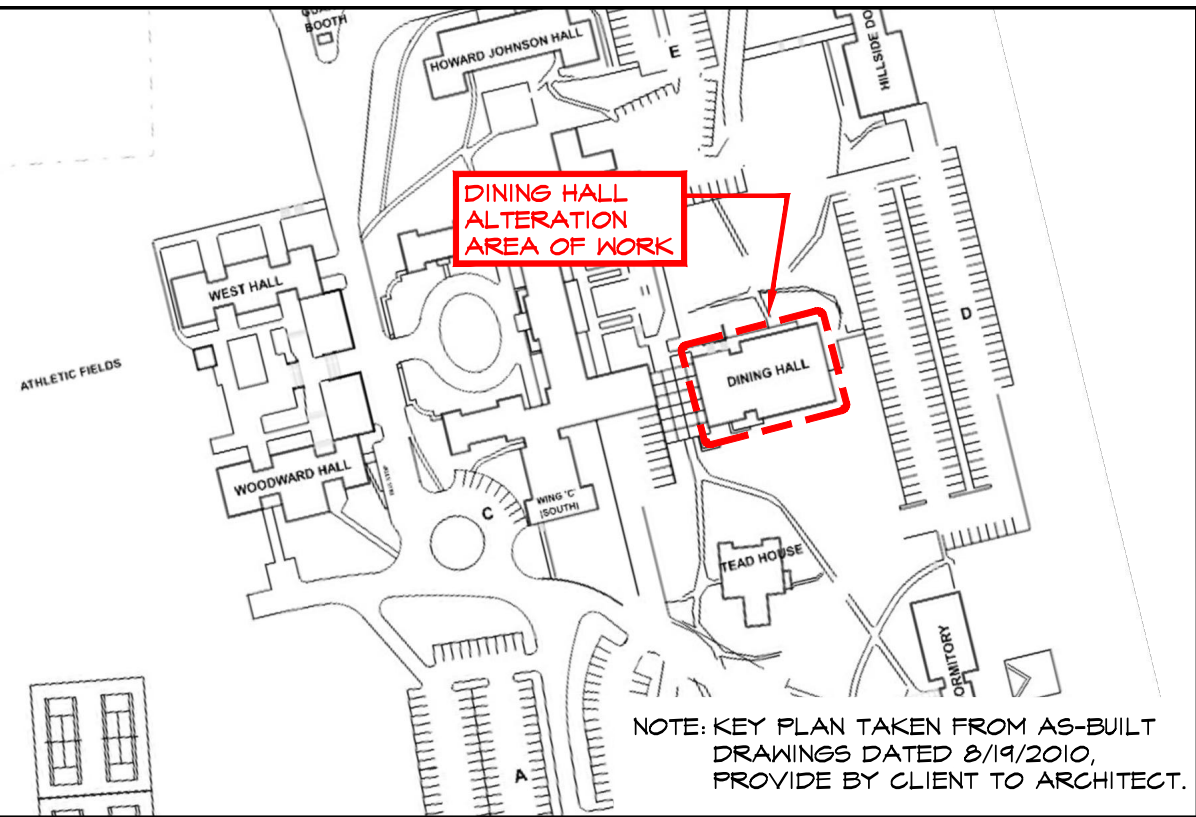 BOOTH
HOWARD JOHNSON HALL
E
HILLSIDE DO
DINING HALL
ALTERATION
AREA OF WORK
WEST HALL
D
ATHLETIC FIELDS
DINING HALL
WOODWARD HALL
C
WING 'C'
(SOUTH)
TEAD HOUSE
ORMITORY
A
NOTE: KEY PLAN TAKEN FROM AS-BUILT
DRAWINGS DATED 8/19/2010,
PROVIDE BY CLIENT TO ARCHITECT.